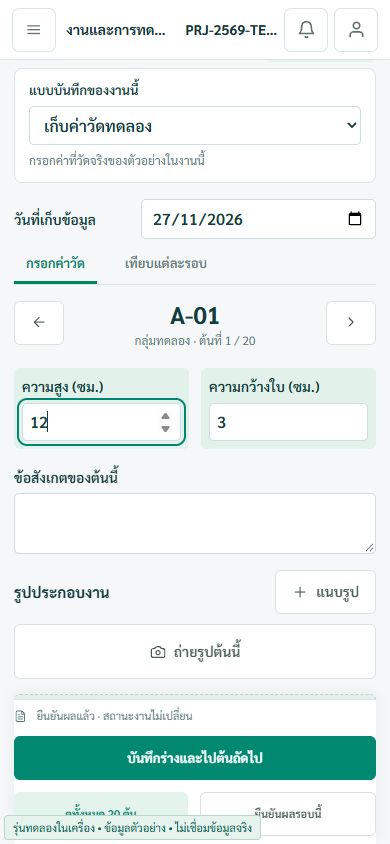 งานและการทด... PRJ-2569-TE...
แบบบันทึกของงานนี้
เก็บค่าวัดทดลอง
กรอกค่าที่วัดจริงของตัวอย่างในงานนี้
วันที่เก็บข้อมูล 27/11/2026
กรอกค่าวัด เทียบแต่ละรอบ
A-01
กลุ่มทดลอง · ต้นที่ 1 / 20
ความสูง (ซม.) ความกว้างใบ (ซม.)
12 3
ข้อสังเกตของต้นนี้
รูปประกอบงาน + แนบรูป
ถ่ายรูปต้นนี้
ยืนยันผลแล้ว · สถานะงานไม่เปลี่ยน
บันทึกร่างและไปต้นถัดไป
ดูทั้งหมด 20 ต้น ยืนยันผลรอบนี้
รุ่นทดลองในเครื่อง • ข้อมูลตัวอย่าง • ไม่เชื่อมข้อมูลจริง